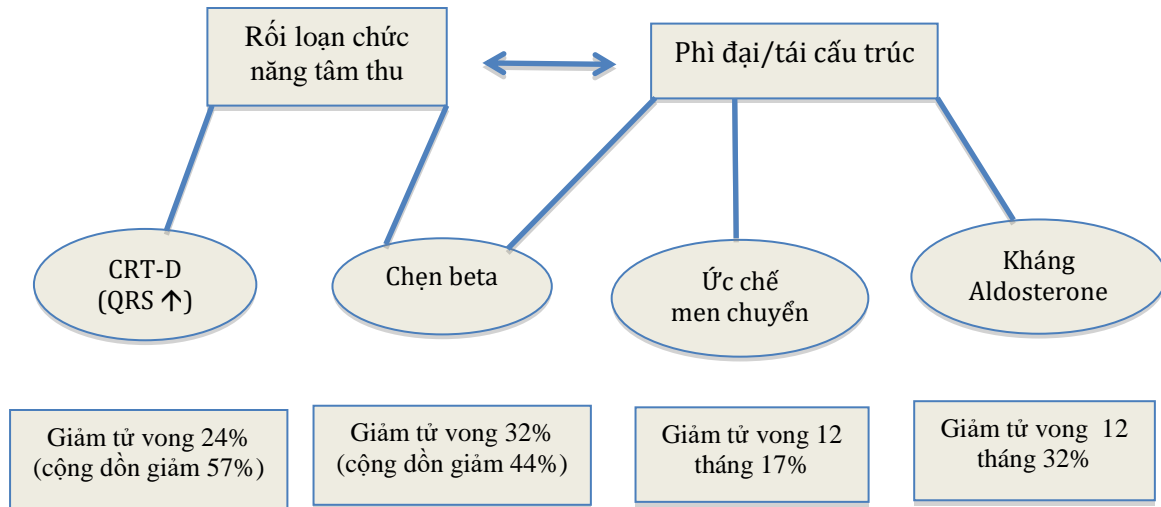 Rối loạn chức
năng tâm thu
Phì đại/tái cấu trúc
CRT-D
(QRS ↑)
Chẹn beta
Ức chế
men chuyển
Kháng
Aldosterone
Giảm tử vong 24%
(cộng dồn giảm 57%)
Giảm tử vong 32%
(cộng dồn giảm 44%)
Giảm tử vong 12
tháng 17%
Giảm tử vong 12
tháng 32%